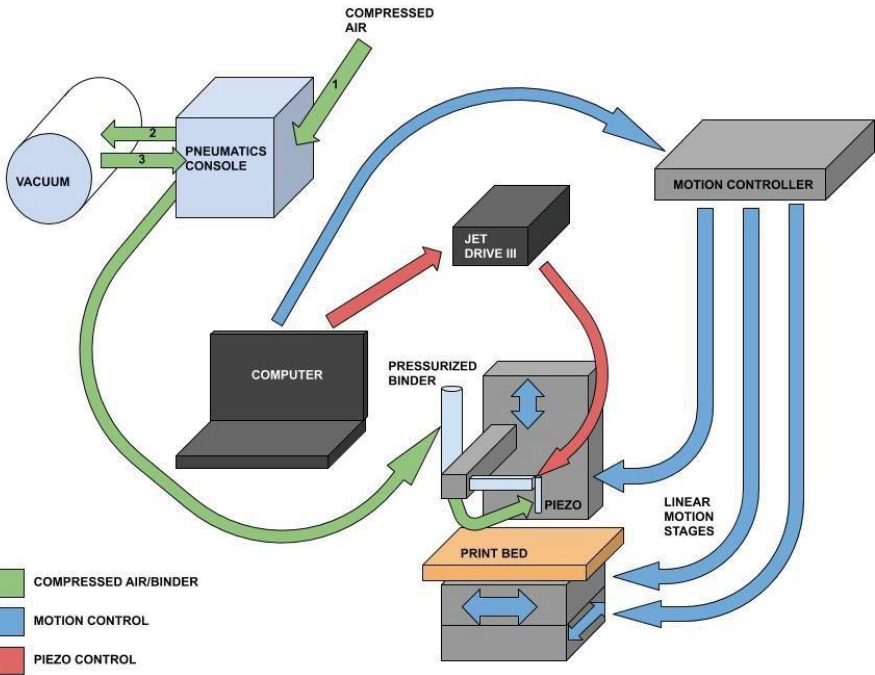 COMPRESSED
AIR
1
2
3
PNEUMATICS
CONSOLE
VACUUM
MOTION CONTROLLER
JET
DRIVE III
COMPUTER
PRESSURIZED
BINDER
PIEZO
LINEAR
MOTION
STAGES
PRINT BED
COMPRESSED AIR/BINDER
MOTION CONTROL
PIEZO CONTROL